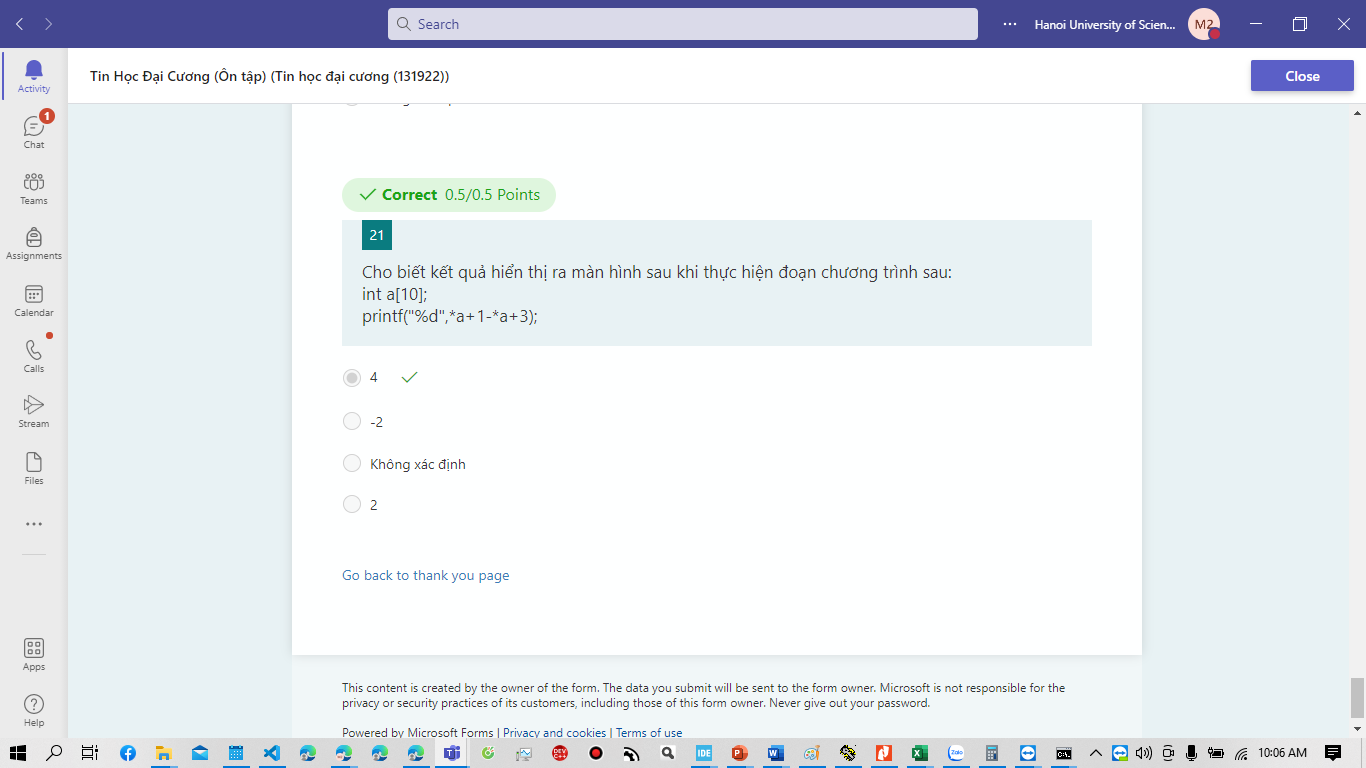 Search
Hanoi University of Scien...
M2
Tin Học Đại Cương (Ôn tập) (Tin học đại cương (131922))
Close
Activity
1
Chat
Teams
Assignments
Calendar
Calls
Stream
Files
Apps
Help
Correct 0.5/0.5 Points
21
Cho biết kết quả hiển thị ra màn hình sau khi thực hiện đoạn chương trình sau:
int a[10];
printf("%d",*a+1-*a+3);
4
-2
Không xác định
2
Go back to thank you page
This content is created by the owner of the form. The data you submit will be sent to the form owner. Microsoft is not responsible for the
privacy or security practices of its customers, including those of this form owner. Never give out your password.
Powered by Microsoft Forms | Privacy and cookies | Terms of use
IDE
Zalo
10:06 AM